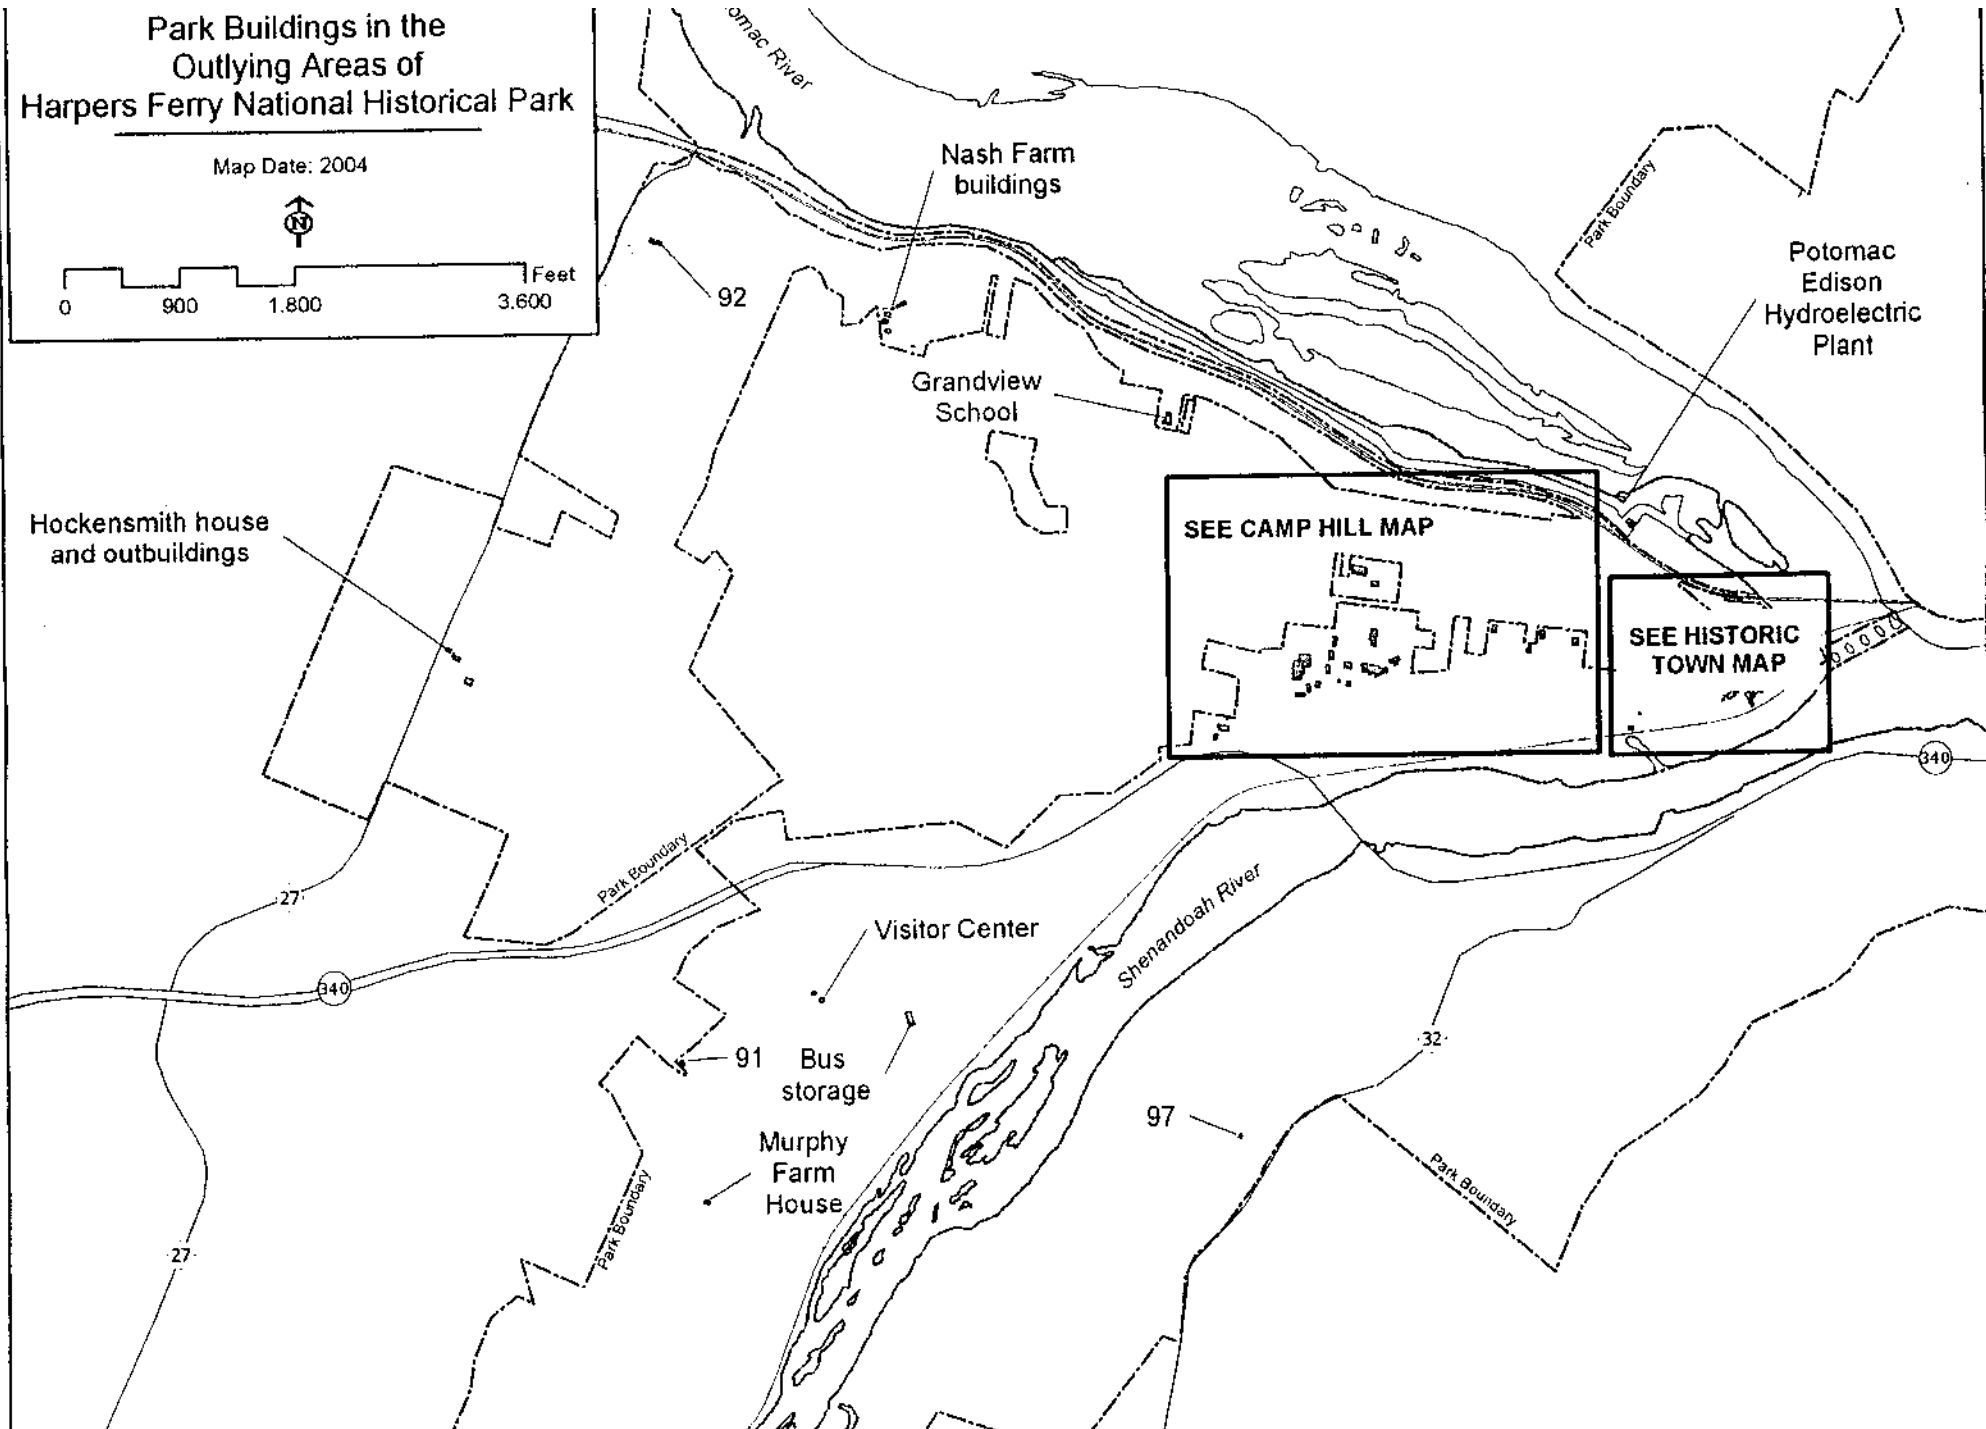 Park Buildings in the
Outlying Areas of
Harpers Ferry National Historical Park
Map Date: 2004
N
Feet
0 900 1.800 3.600
River
Nash Farm
buildings
92
Park Boundary
Potomac
Edison
Hydroelectric
Plant
Grandview
School
Hockensmith house
and outbuildings
SEE CAMP HILL MAP
SEE HISTORIC
TOWN MAP
340
Park Boundary
27
Shenandoah River
Visitor Center
340
32
91
Bus
storage
97
Murphy
Farm
House
Park Boundary
Park Boundary
27